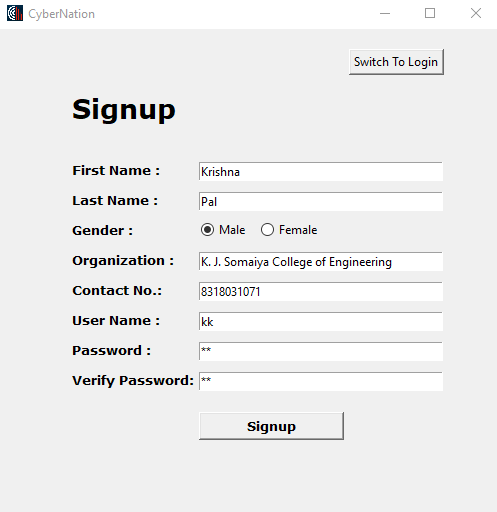 CyberNation
Switch To Login
Signup
First Name : Krishna
Last Name : Pal
Gender : Male Female
Organization : K. J. Somaiya College of Engineering
Contact No.: 8318031071
User Name : kk
Password : **
Verify Password: **
Signup